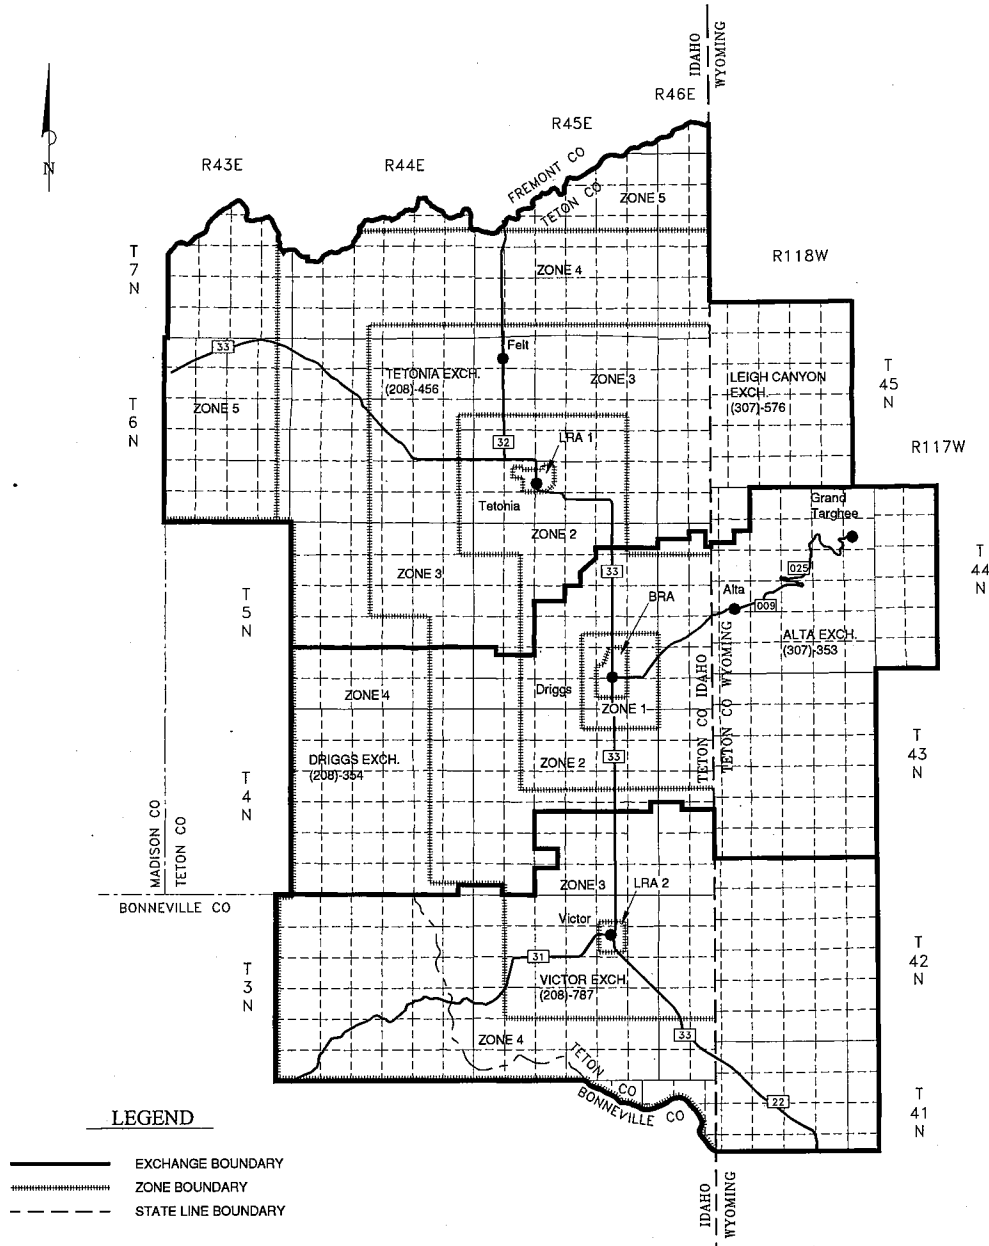 IDAHO
WYOMING
R46E
R45E
R44E
R43E
N
FREMONT CO
TETON CO
ZONE 5
T
7
N
ZONE 4
R118W
33
Felt
TETONIA EXCH.
(208)-456
ZONE 3
LEIGH CANYON
EXCH.
(307)-576
T
45
N
ZONE 5
T
6
N
32
LRA 1
R117W
Grand
Targhee
Tetonia
ZONE 2
33
ZONE 3
025
Alta
009
T
44
N
BRA
T
5
N
ALTA EXCH.
(307)-353
TETON CO IDAHO
TETON CO WYOMING
Driggs
ZONE 4
ZONE 1
33
ZONE 2
DRIGGS EXCH.
(208)-354
T
43
N
T
4
N
MADISON CO
TETON CO
BONNEVILLE CO
ZONE 3
LRA 2
Victor
31
T
42
N
T
3
N
VICTOR EXCH.
(208)-787
33
ZONE 4
TETON CO
BONNEVILLE CO
22
T
41
N
LEGEND
EXCHANGE BOUNDARY
ZONE BOUNDARY
STATE LINE BOUNDARY
IDAHO
WYOMING